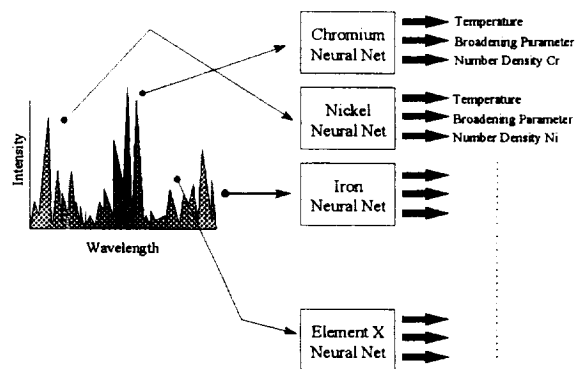 Chromium
Neural Net
Temperature
Broadening Parameter
Number Density Cr
Nickel
Neural Net
Temperature
Broadening Parameter
Number Density Ni
Intensity
Wavelength
Iron
Neural Net
Element X
Neural Net